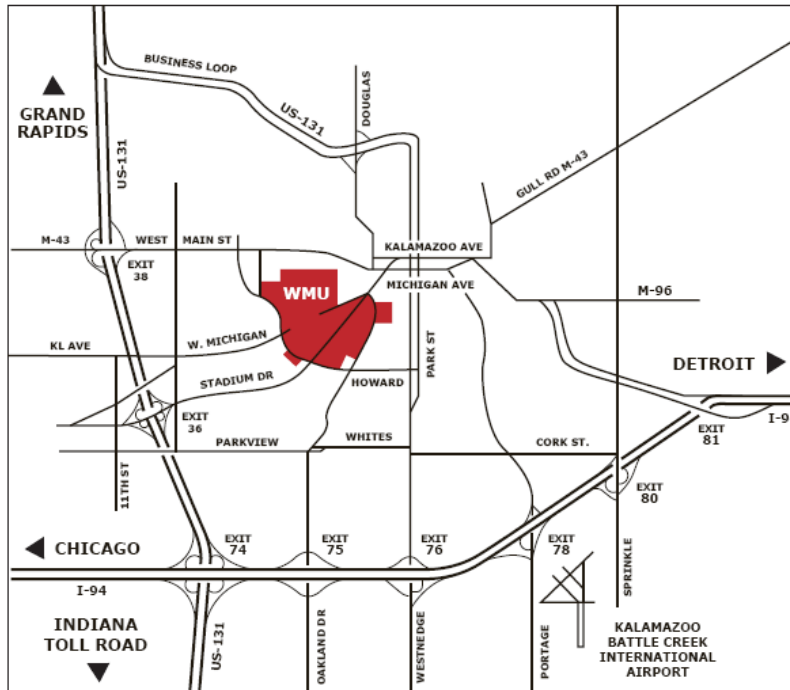 BUSINESS LOOP
GRAND
RAPIDS
US-131
US-131
DOUGLAS
GULL RD M-43
M-43
WEST
MAIN ST
KALAMAZOO AVE
EXIT
38
WMU
MICHIGAN AVE
M-96
KL AVE
W. MICHIGAN
STADIUM DR
HOWARD
PARK ST
DETROIT
I-9
EXIT
36
EXIT
81
PARKVIEW
WHITES
CORK ST.
11TH ST
EXIT
80
CHICAGO
EXIT
74
EXIT
75
EXIT
76
EXIT
78
I-94
SPRINKLE
INDIANA
TOLL ROAD
US-131
OAKLAND DR
WESTNEDGE
PORTAGE
KALAMAZOO
BATTLE CREEK
INTERNATIONAL
AIRPORT